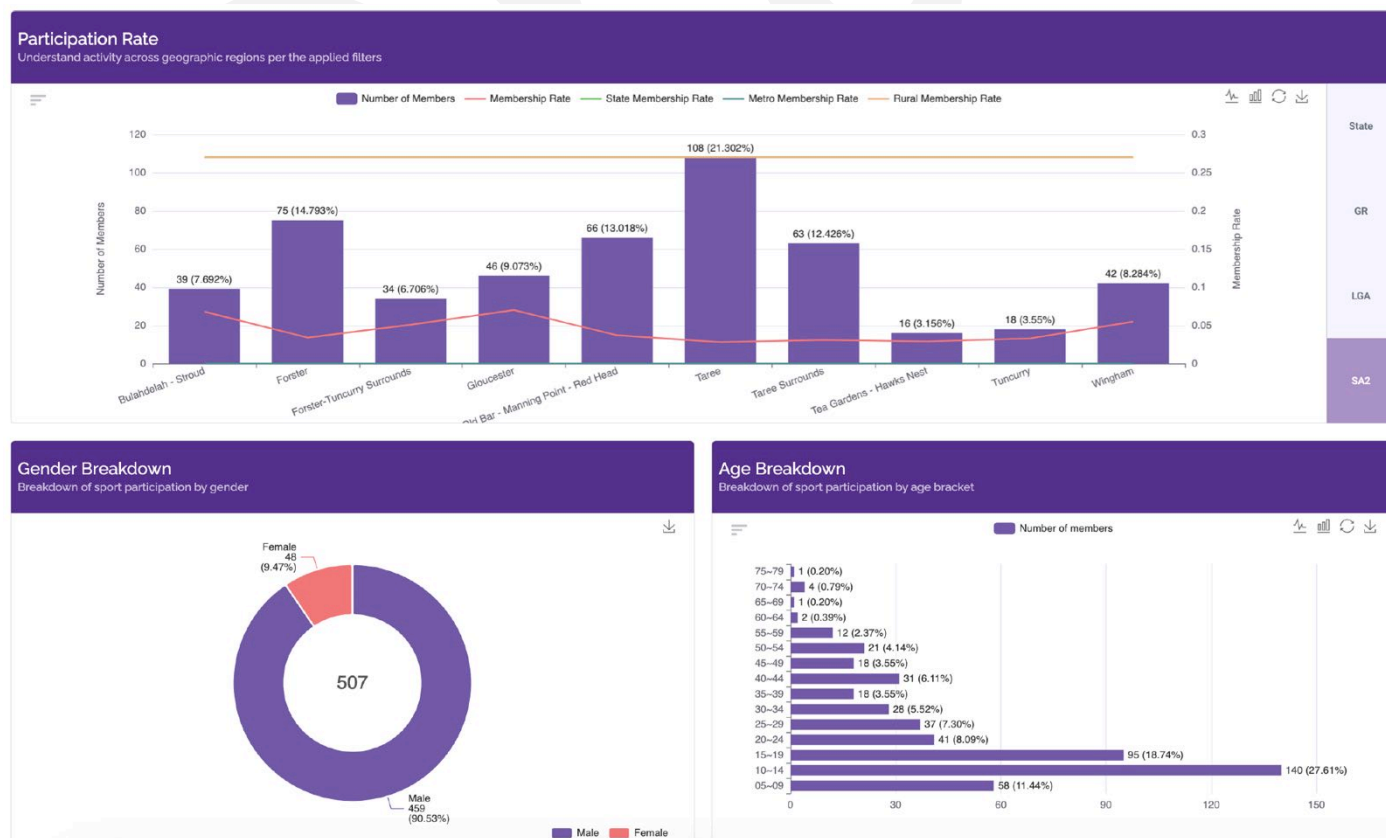 Participation Rate
Understand activity across geographic regions per the applied filters
Number of Members
Membership Rate
State Membership Rate
Metro Membership Rate
Rural Membership Rate
State
GR
LGA
SA2
Number of Members
120
100
80
60
40
20
0
39 (7.692%)
75 (14.793%)
34 (6.706%)
46 (9.073%)
66 (13.018%)
108 (21.302%)
63 (12.426%)
16 (3.156%)
18 (3.55%)
42 (8.284%)
0.3
0.25
0.2
0.15
0.1
0.05
0
Membership Rate
Bulahdelah - Stroud
Forster
Forster-Tuncurry Surrounds
Gloucester
Bar - Manning Point - Red Head
Taree
Taree Surrounds
Tea Gardens - Hawks Nest
Tuncurry
Wingham
Gender Breakdown
Breakdown of sport participation by gender
Female
48
(9.47%)
507
Male
459
(90.53%)
Male
Female
Age Breakdown
Breakdown of sport participation by age bracket
Number of members
75~79
1 (0.20%)
70~74
4 (0.79%)
65~69
1 (0.20%)
60~64
2 (0.39%)
55~59
12 (2.37%)
50~54
21 (4.14%)
45~49
18 (3.55%)
40~44
31 (6.11%)
35~39
18 (3.55%)
30~34
28 (5.52%)
25~29
37 (7.30%)
20~24
41 (8.09%)
15~19
95 (18.74%)
10~14
140 (27.61%)
05~09
58 (11.44%)
0
30
60
90
120
150